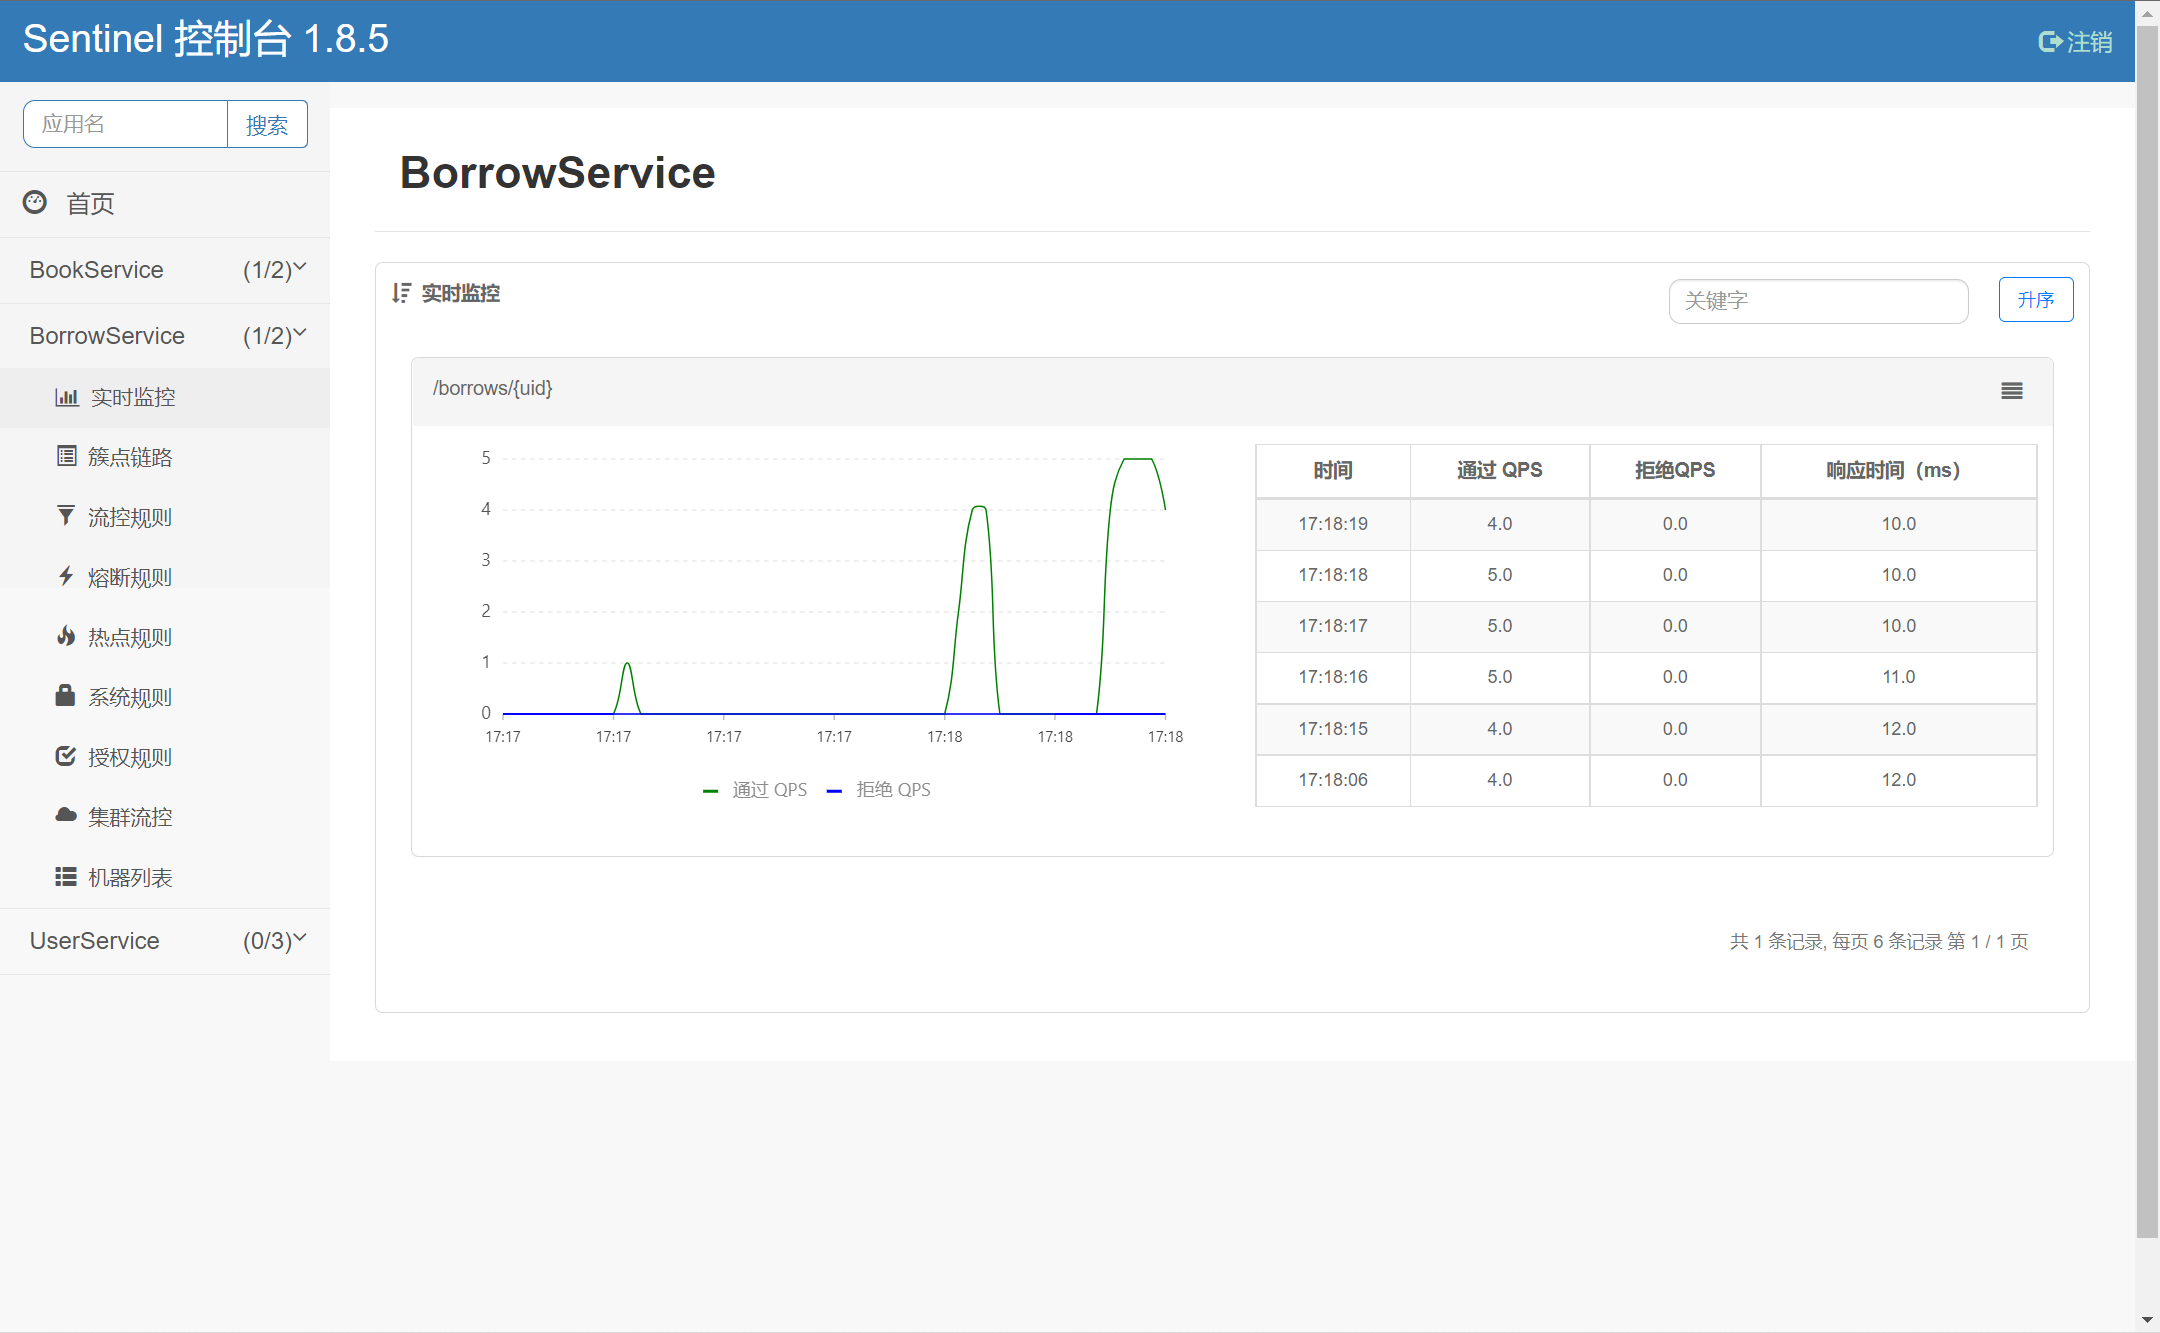 Sentinel 控制台 1.8.5
注销
应用名 搜索
首页
BookService (1/2)
BorrowService (1/2)
实时监控
簇点链路
流控规则
熔断规则
热点规则
系统规则
授权规则
集群流控
机器列表
UserService (0/3)
BorrowService
实时监控
关键字 升序
/borrows/{uid}
5
4
3
2
1
0
17:17 17:17 17:17 17:17 17:18 17:18 17:18
通过 QPS 拒绝 QPS
时间 通过 QPS 拒绝QPS 响应时间（ms）
17:18:19 4.0 0.0 10.0
17:18:18 5.0 0.0 10.0
17:18:17 5.0 0.0 10.0
17:18:16 5.0 0.0 11.0
17:18:15 4.0 0.0 12.0
17:18:06 4.0 0.0 12.0
共 1 条记录, 每页 6 条记录 第 1 / 1 页